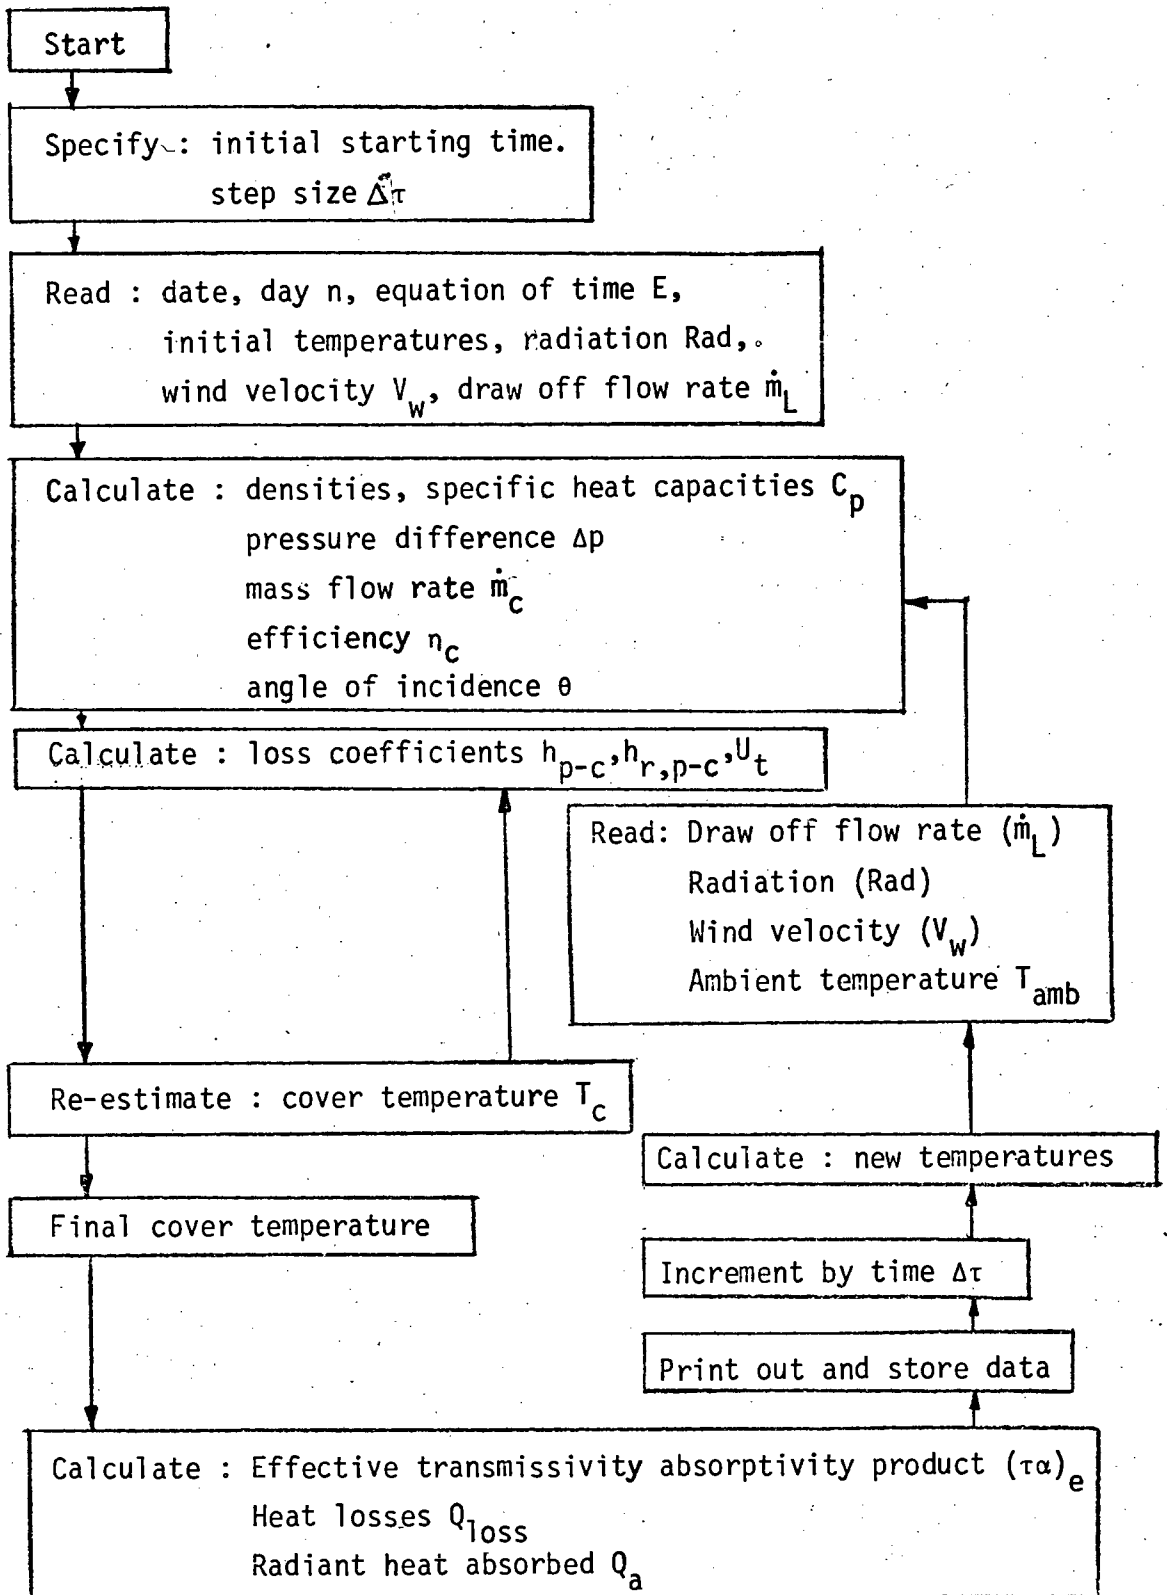 Start
Specify : initial starting time.
step size Δτ
Read : date, day n, equation of time E,
initial temperatures, radiation Rad,
wind velocity V_w, draw off flow rate ṁ_L
Calculate : densities, specific heat capacities C_p
pressure difference Δp
mass flow rate ṁ_c
efficiency η_c
angle of incidence θ
Calculate : loss coefficients h_p-c, h_r,p-c, U_t
Read: Draw off flow rate (ṁ_L)
Radiation (Rad)
Wind velocity (V_w)
Ambient temperature T_amb
Re-estimate : cover temperature T_c
Calculate : new temperatures
Final cover temperature
Increment by time Δτ
Print out and store data
Calculate : Effective transmissivity absorptivity product (τα)_e
Heat losses Q_loss
Radiant heat absorbed Q_a